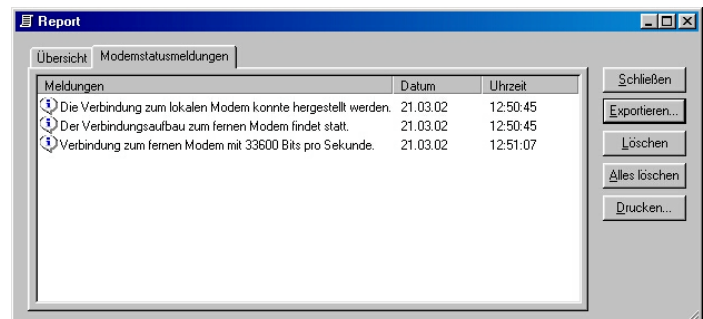 Report
Übersicht Modemstatusmeldungen
Meldungen Datum Uhrzeit
Die Verbindung zum lokalen Modem konnte hergestellt werden. 21.03.02 12:50:45
Der Verbindungsaufbau zum fernen Modem findet statt. 21.03.02 12:50:45
Verbindung zum fernen Modem mit 33600 Bits pro Sekunde. 21.03.02 12:51:07
Schließen
Exportieren...
Löschen
Alles löschen
Drucken...